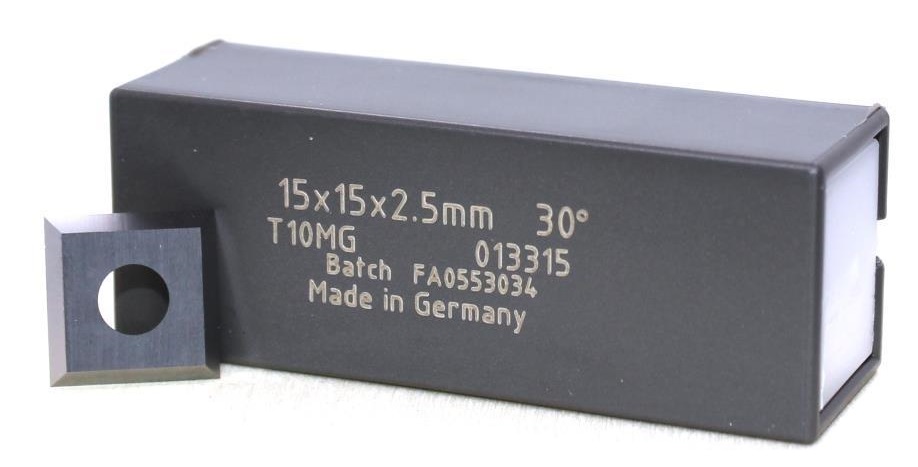 15x15x2.5mm 30°
T10MG 013315
Batch FA0553034
Made in Germany